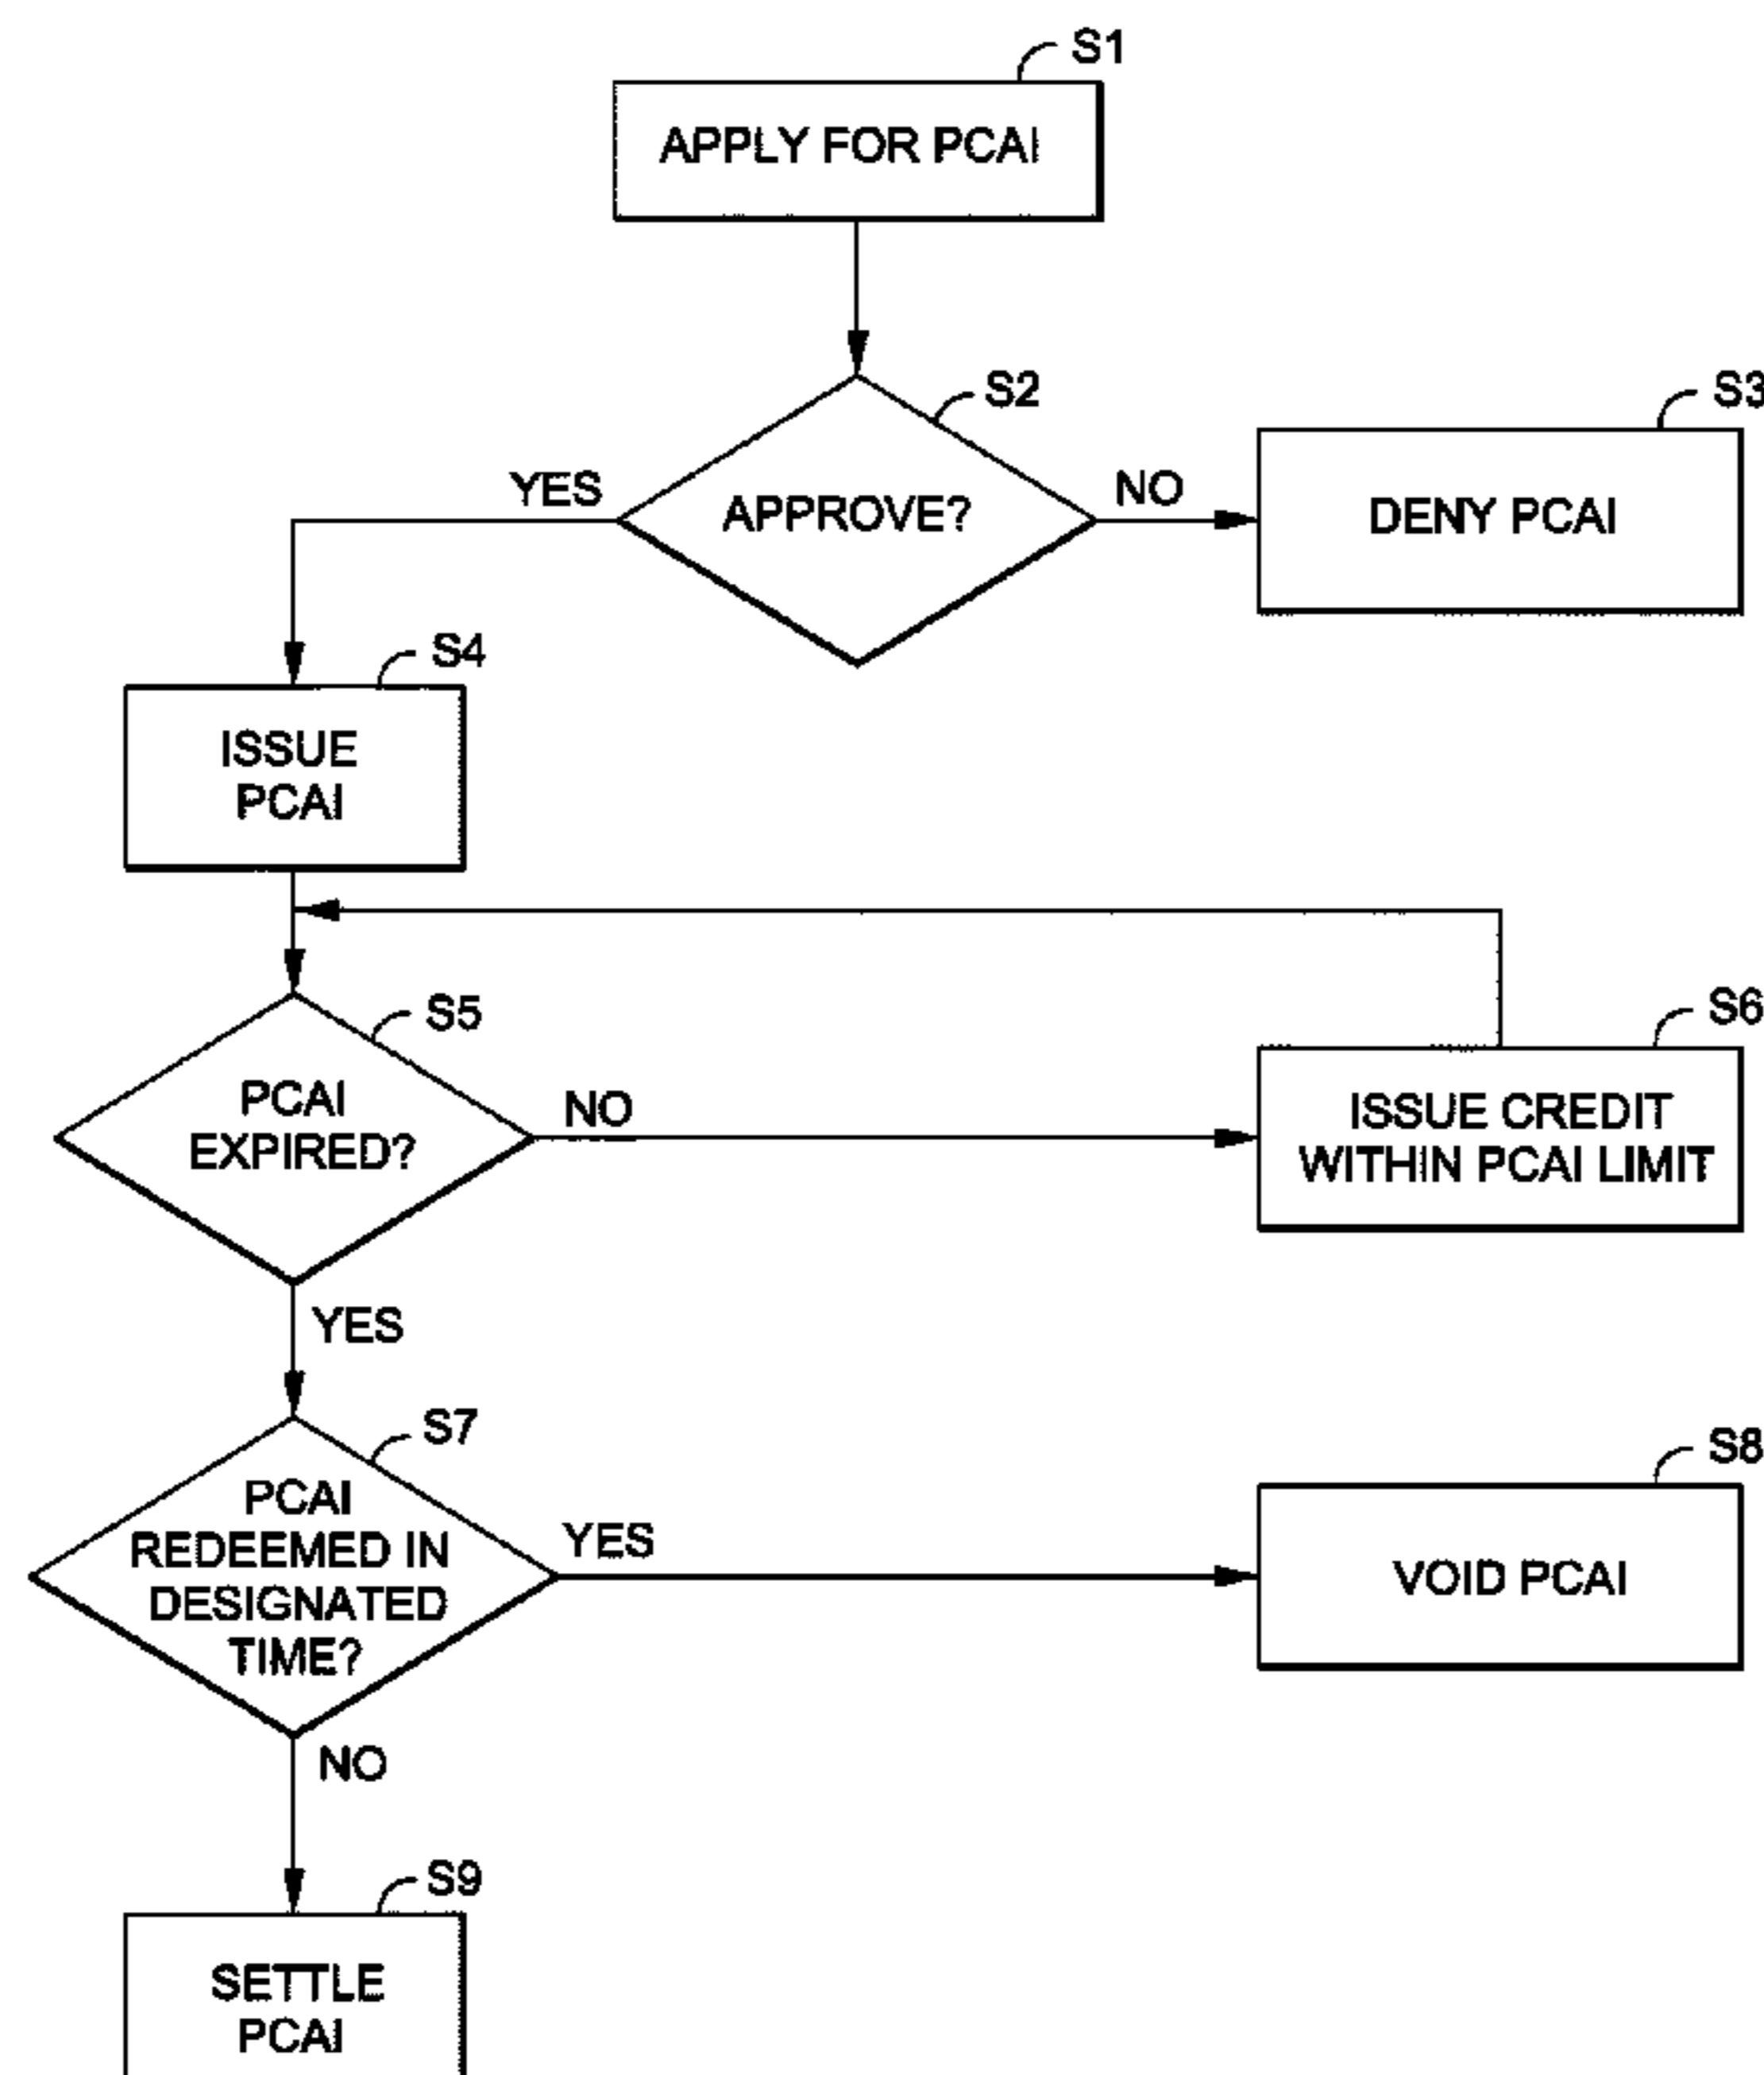 S1
APPLY FOR PCAI
S2
S3
YES
APPROVE?
NO
DENY PCAI
S4
ISSUE
PCAI
S5
S6
PCAI
EXPIRED?
NO
ISSUE CREDIT
WITHIN PCAI LIMIT
YES
S7
S8
PCAI
REDEEMED IN
DESIGNATED
TIME?
YES
VOID PCAI
NO
S9
SETTLE
PCAI